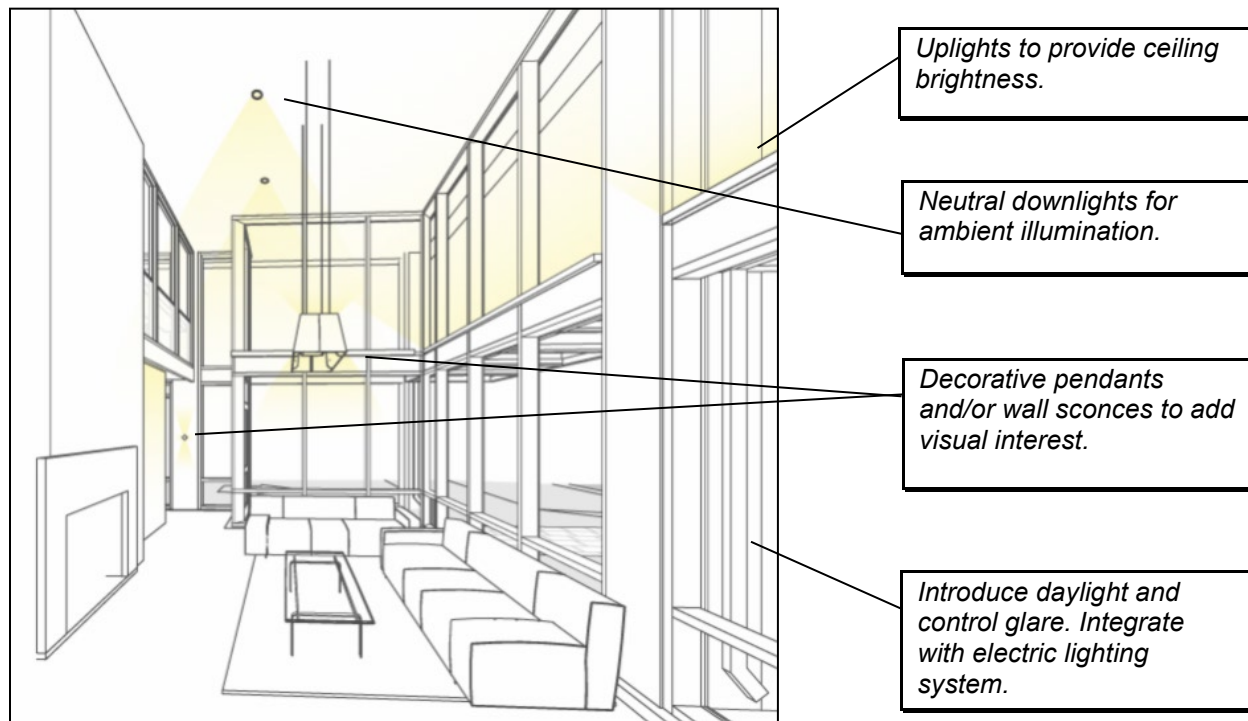 Uplights to provide ceiling
brightness.
Neutral downlights for
ambient illumination.
Decorative pendants
and/or wall sconces to add
visual interest.
Introduce daylight and
control glare. Integrate
with electric lighting
system.